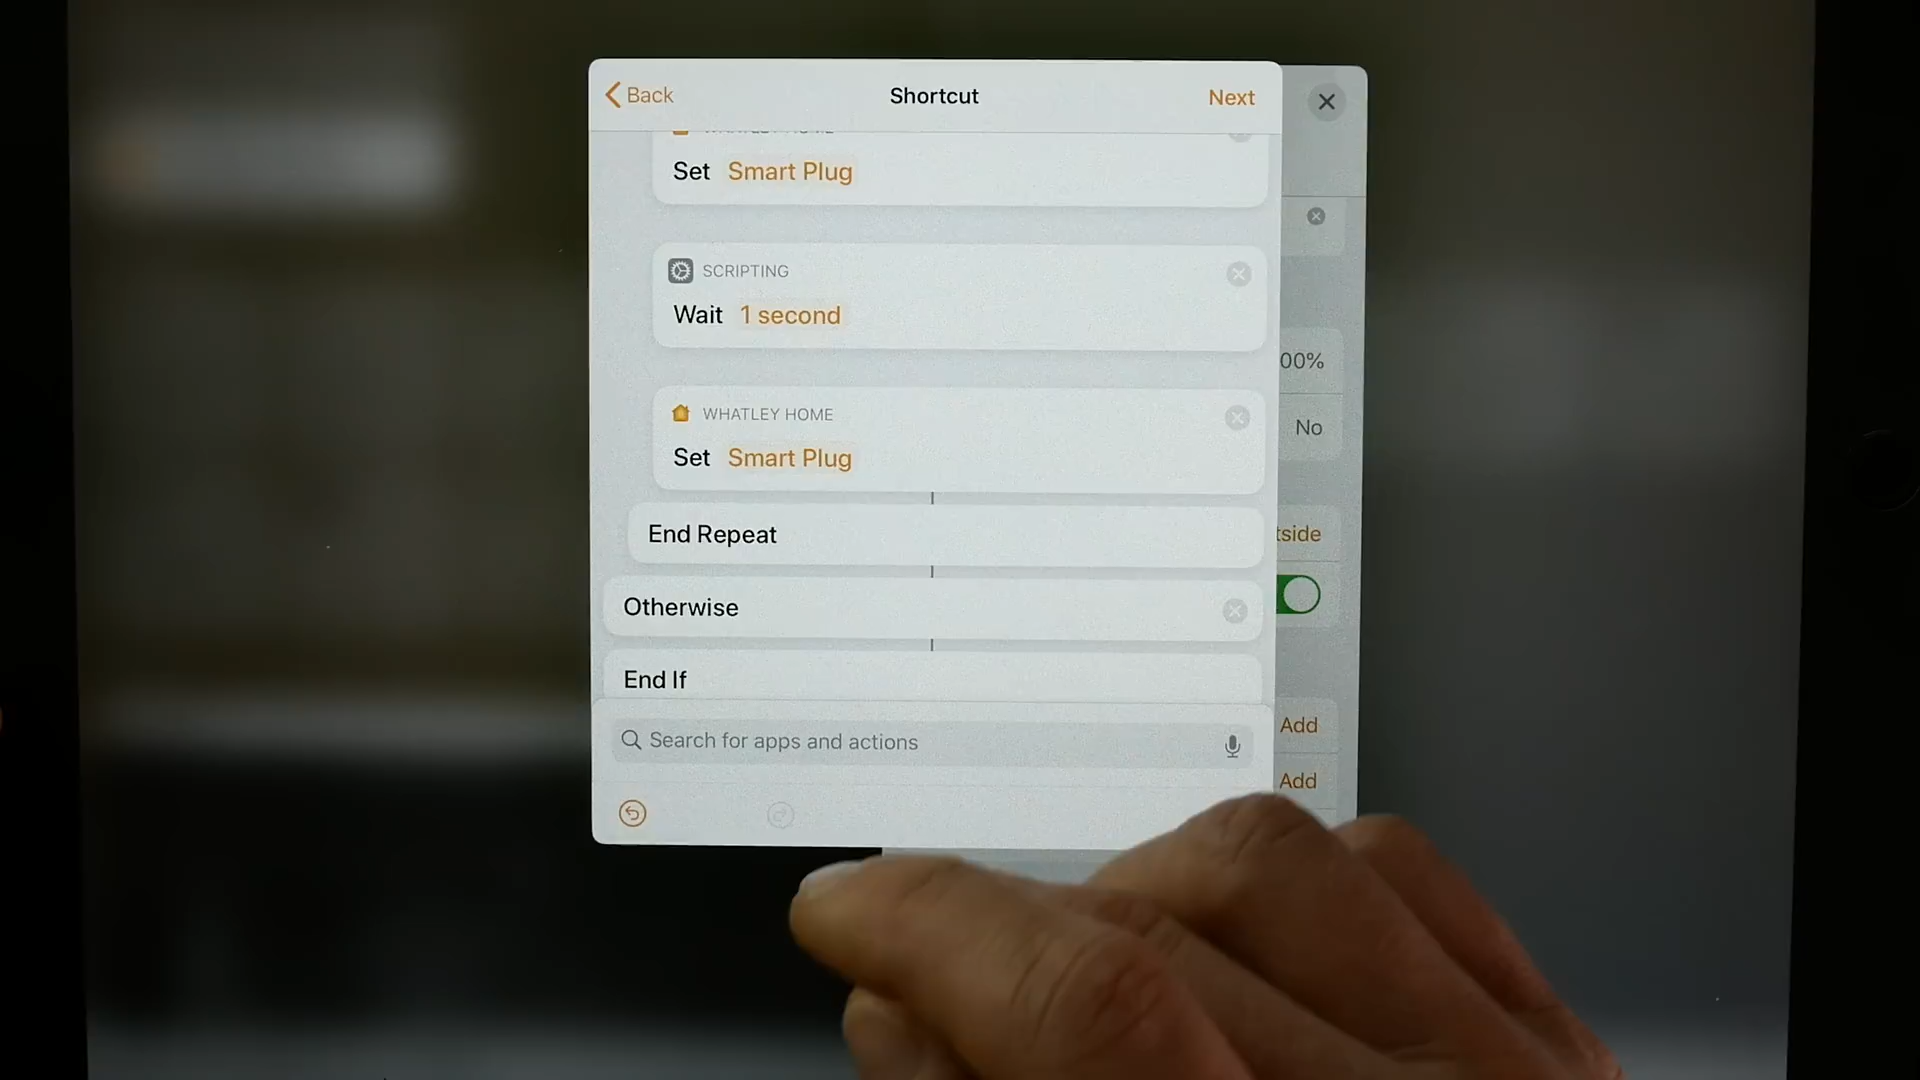 Back
Shortcut
Next
Set Smart Plug
SCRIPTING
Wait 1 second
WHATLEY HOME
Set Smart Plug
End Repeat
Otherwise
End If
Search for apps and actions
00%
No
tside
Add
Add